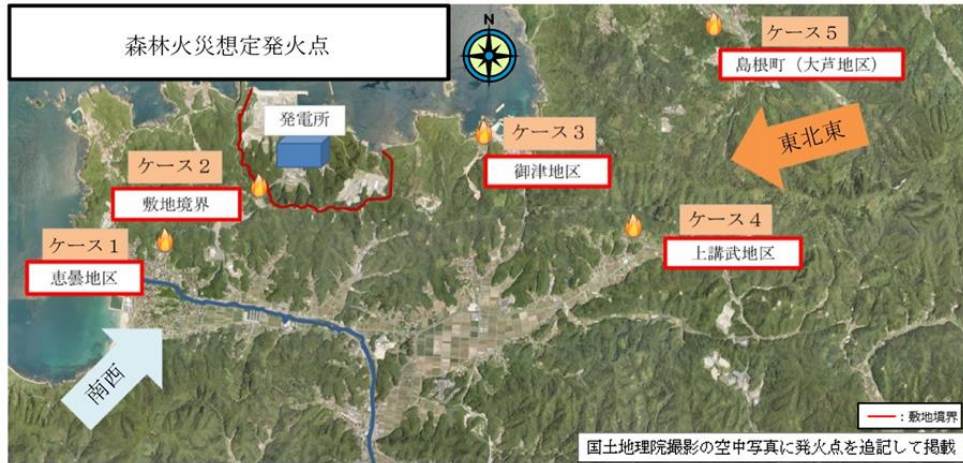 森林火災想定発火点
N
ケース5
島根町（大芦地区）
発電所
東北東
ケース3
御津地区
ケース2
敷地境界
ケース4
上講武地区
ケース1
恵曇地区
南西
：敷地境界
国土地理院撮影の空中写真に発火点を追記して掲載